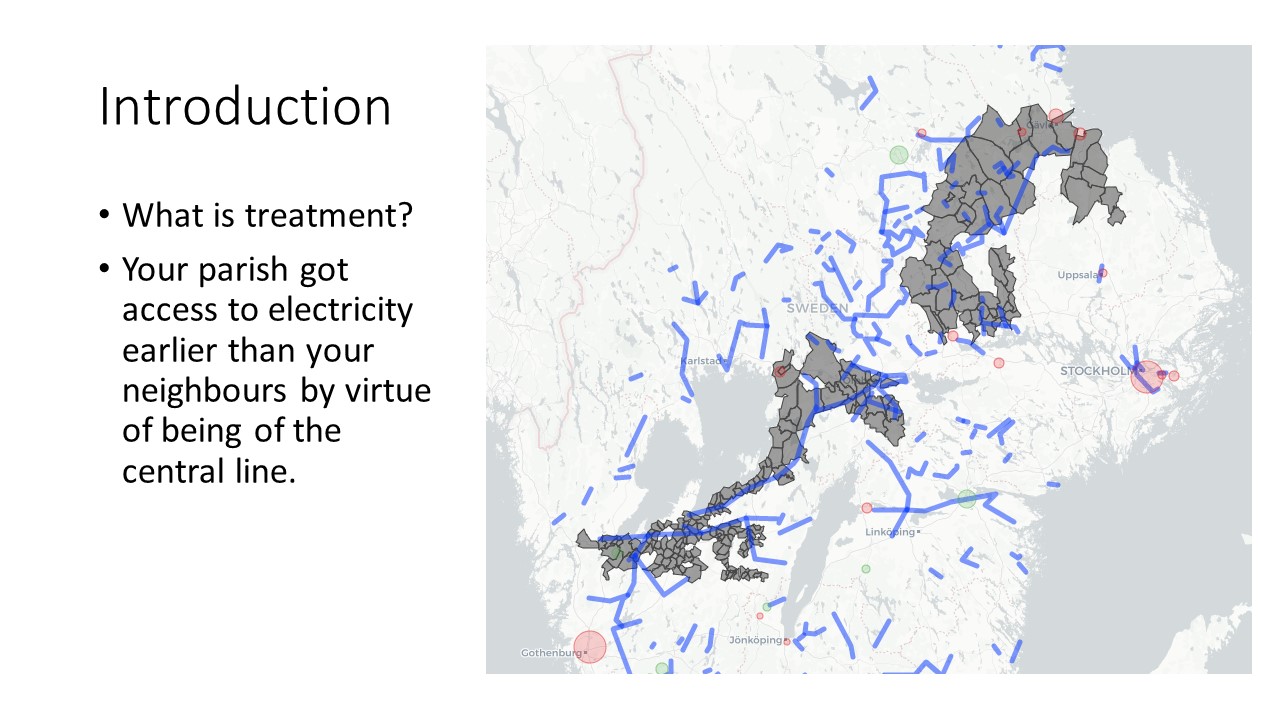 Introduction
• What is treatment?
• Your parish got
access to electricity
earlier than your
neighbours by virtue
of being of the
central line.
Gävle
Uppsala
SWEDEN
Karlstad
STOCKHOLM
Linköping
Jönköping
Gothenburg